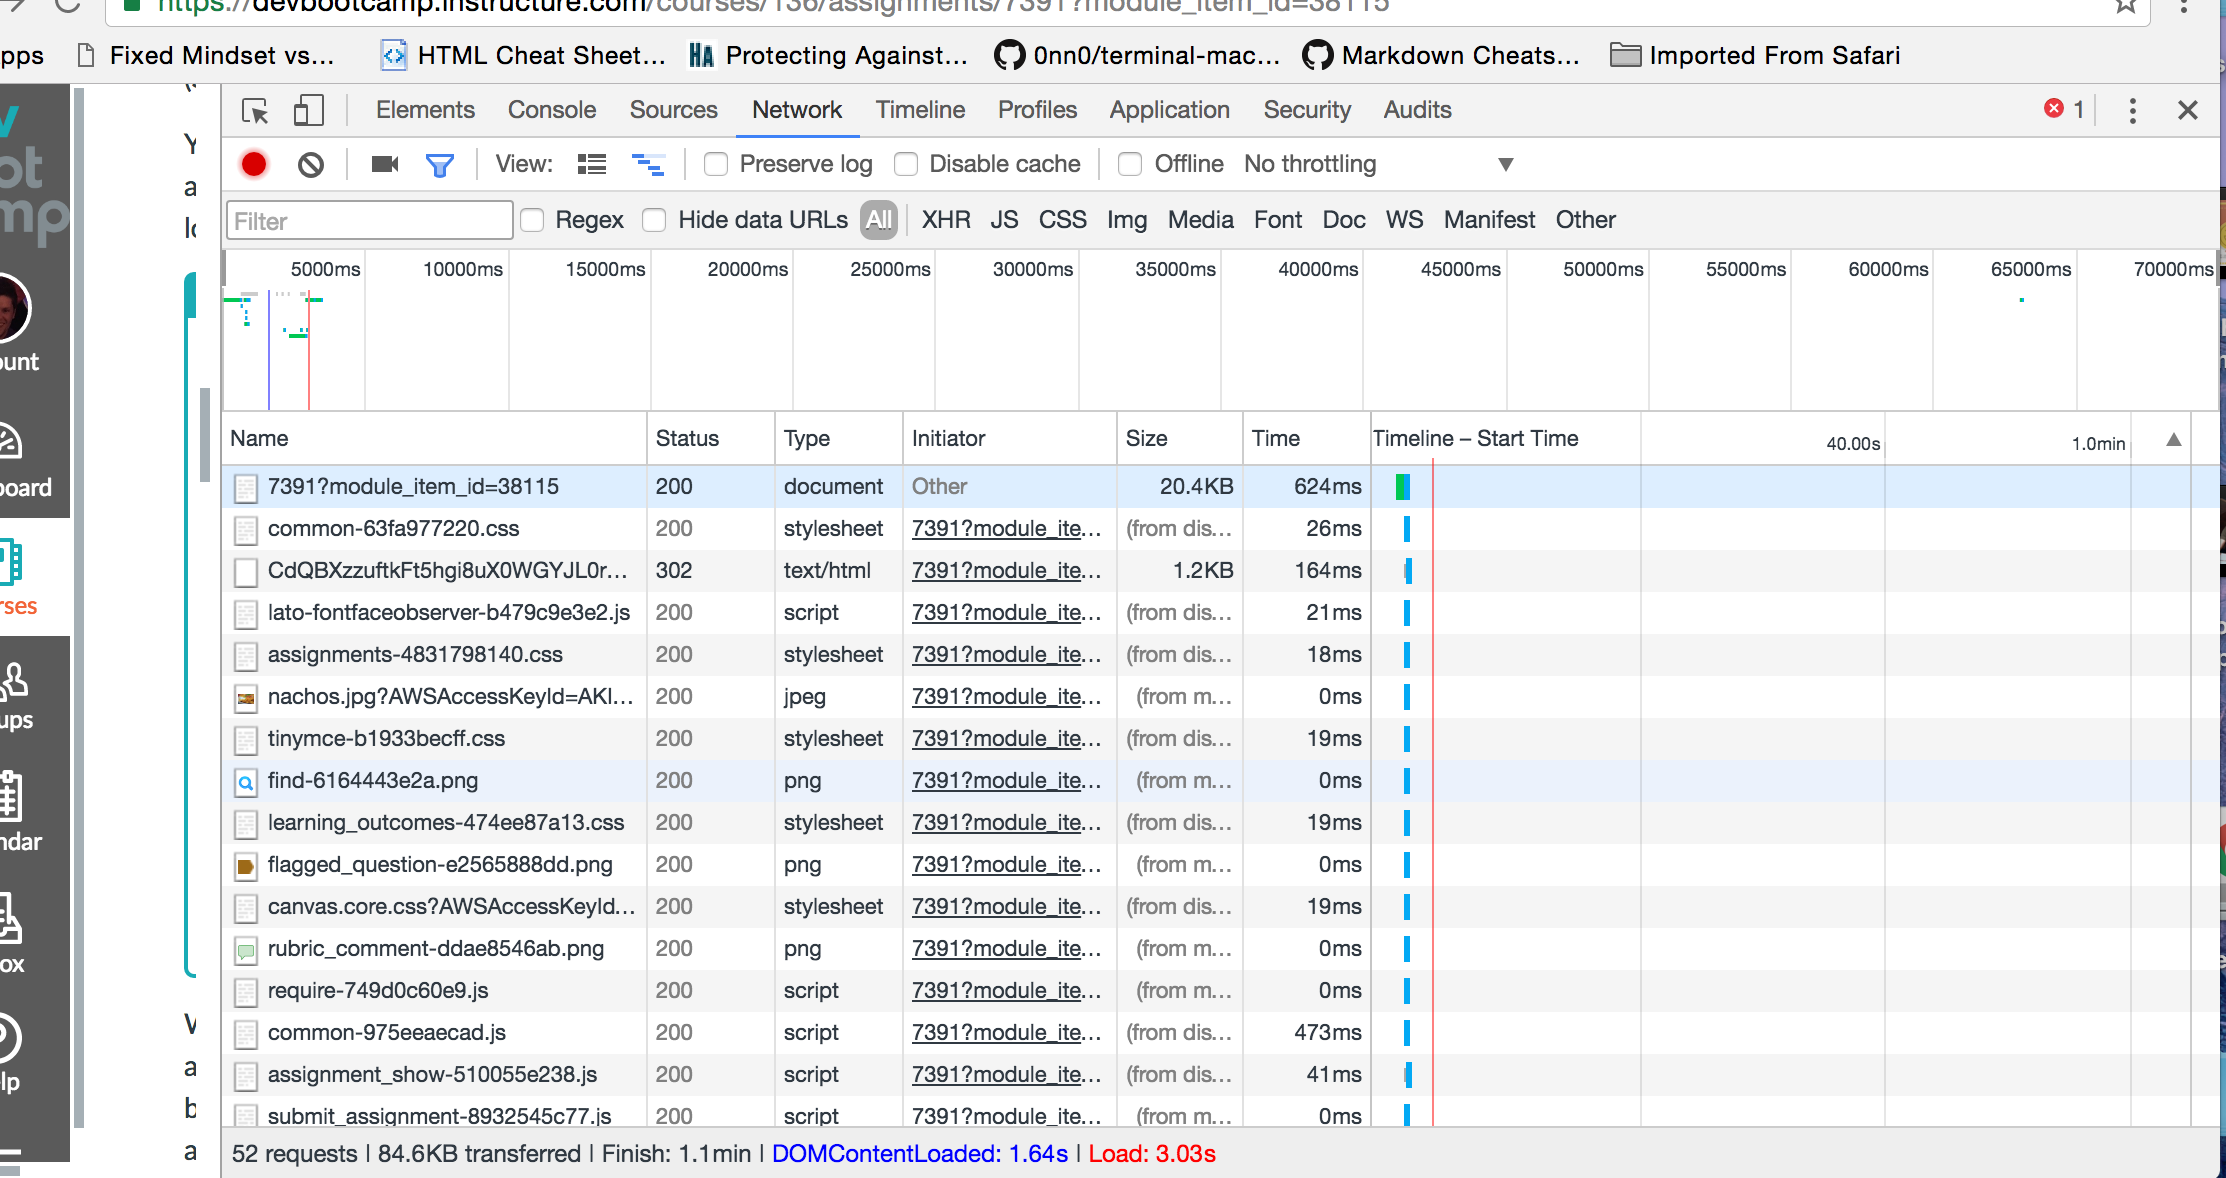 https://devbootcamp.instructure.com/courses/136/assignments/7391?module_item_id=38115
pps Fixed Mindset vs... HTML Cheat Sheet... HA Protecting Against... 0nn0/terminal-mac... Markdown Cheats... Imported From Safari
Elements Console Sources Network Timeline Profiles Application Security Audits 1
View: Preserve log Disable cache Offline No throttling
Filter Regex Hide data URLs All XHR JS CSS Img Media Font Doc WS Manifest Other
5000ms 10000ms 15000ms 20000ms 25000ms 30000ms 35000ms 40000ms 45000ms 50000ms 55000ms 60000ms 65000ms 70000ms
Name Status Type Initiator Size Time Timeline – Start Time 40.00s 1.0min
7391?module_item_id=38115 200 document Other 20.4KB 624ms
common-63fa977220.css 200 stylesheet 7391?module_ite... (from dis... 26ms
CdQBXzzuftkFt5hgi8uX0WGYJL0r... 302 text/html 7391?module_ite... 1.2KB 164ms
lato-fontfaceobserver-b479c9e3e2.js 200 script 7391?module_ite... (from dis... 21ms
assignments-4831798140.css 200 stylesheet 7391?module_ite... (from dis... 18ms
nachos.jpg?AWSAccessKeyId=AKI... 200 jpeg 7391?module_ite... (from m... 0ms
tinymce-b1933becff.css 200 stylesheet 7391?module_ite... (from dis... 19ms
find-6164443e2a.png 200 png 7391?module_ite... (from m... 0ms
learning_outcomes-474ee87a13.css 200 stylesheet 7391?module_ite... (from dis... 19ms
flagged_question-e2565888dd.png 200 png 7391?module_ite... (from m... 0ms
canvas.core.css?AWSAccessKeyId... 200 stylesheet 7391?module_ite... (from dis... 19ms
rubric_comment-ddae8546ab.png 200 png 7391?module_ite... (from m... 0ms
require-749d0c60e9.js 200 script 7391?module_ite... (from m... 0ms
common-975eeaecad.js 200 script 7391?module_ite... (from dis... 473ms
assignment_show-510055e238.js 200 script 7391?module_ite... (from dis... 41ms
submit_assignment-8932545c77.js 200 script 7391?module_ite... (from m... 0ms
52 requests | 84.6KB transferred | Finish: 1.1min | DOMContentLoaded: 1.64s | Load: 3.03s
v
ot
mp
ount
board
rses
ups
ndar
ox
lp
Y
a
lo
V
a
b
a